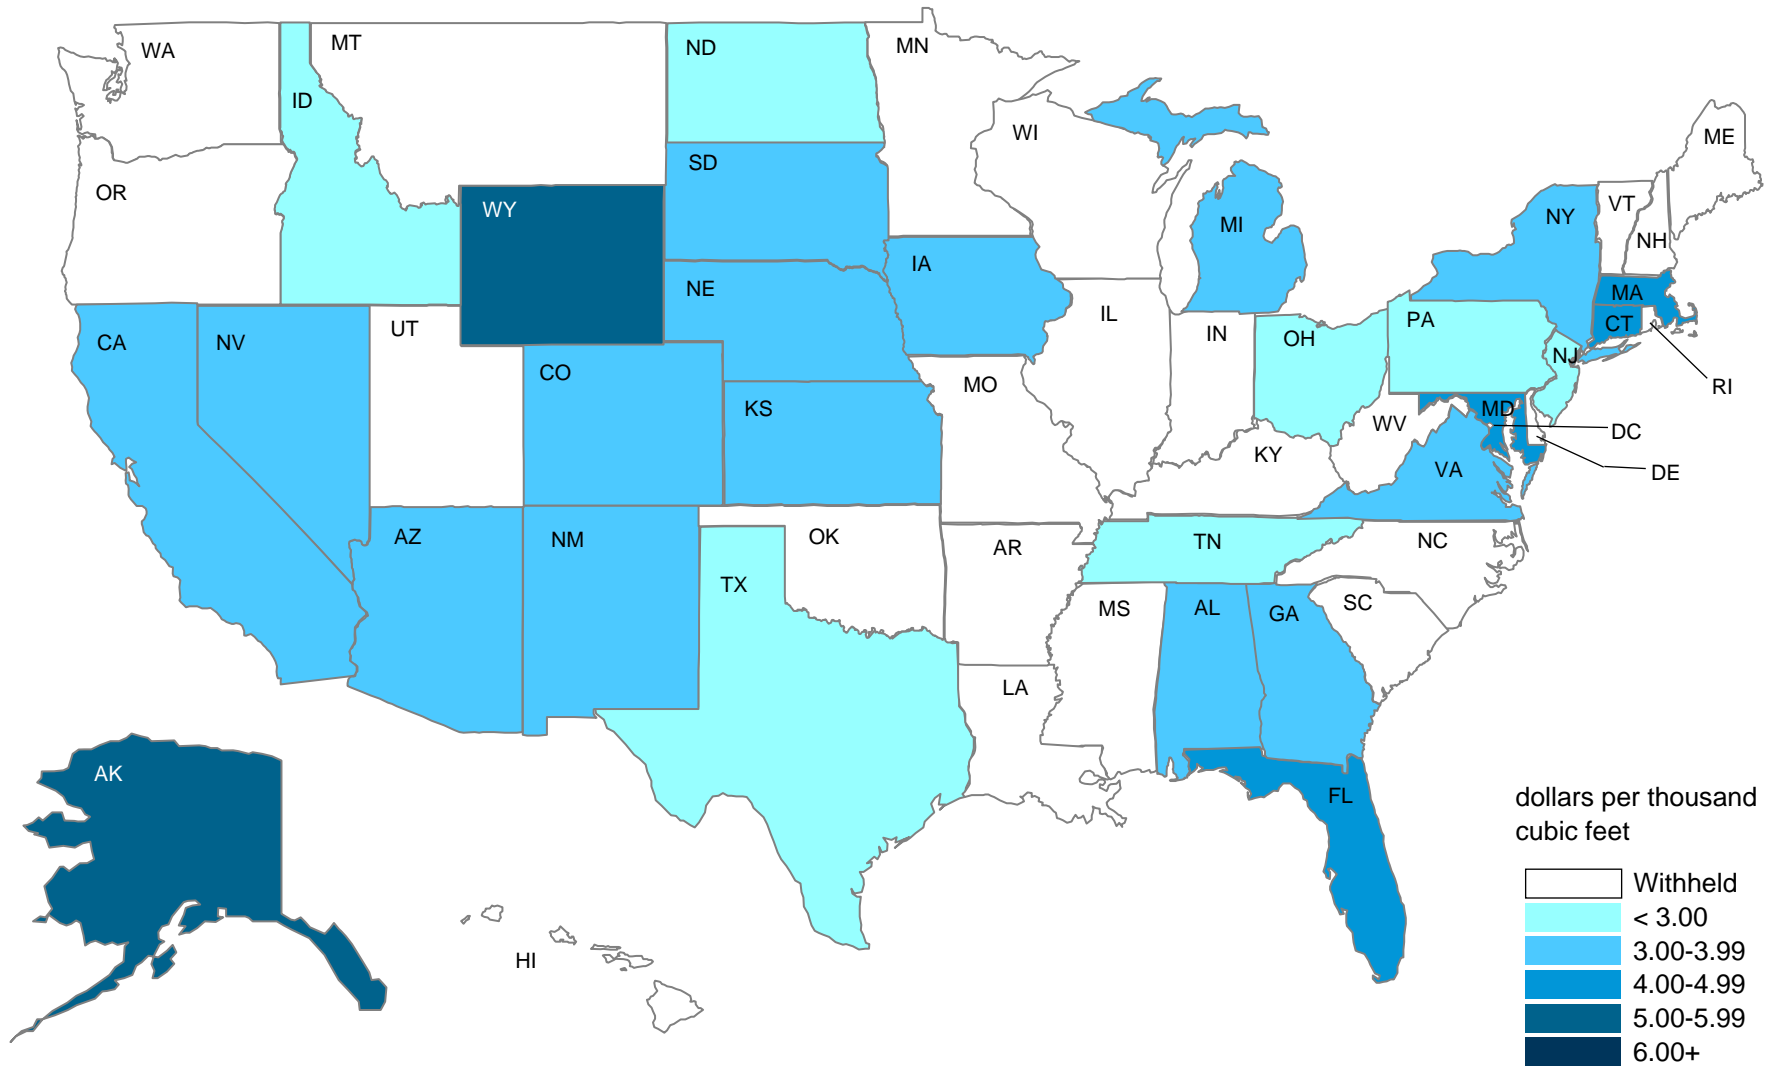 WA
MT
ND
MN
ID
WI
ME
SD
OR
VT
WY
NY
MI
NH
IA
NE
MA
IL
PA
CT
UT
IN
CA
NV
OH
NJ
CO
MO
RI
KS
MD
WV
DC
KY
VA
DE
AZ
NM
OK
AR
TN
NC
TX
MS
AL
GA
SC
LA
AK
FL
HI
dollars per thousand
cubic feet
Withheld
< 3.00
3.00-3.99
4.00-4.99
5.00-5.99
6.00+